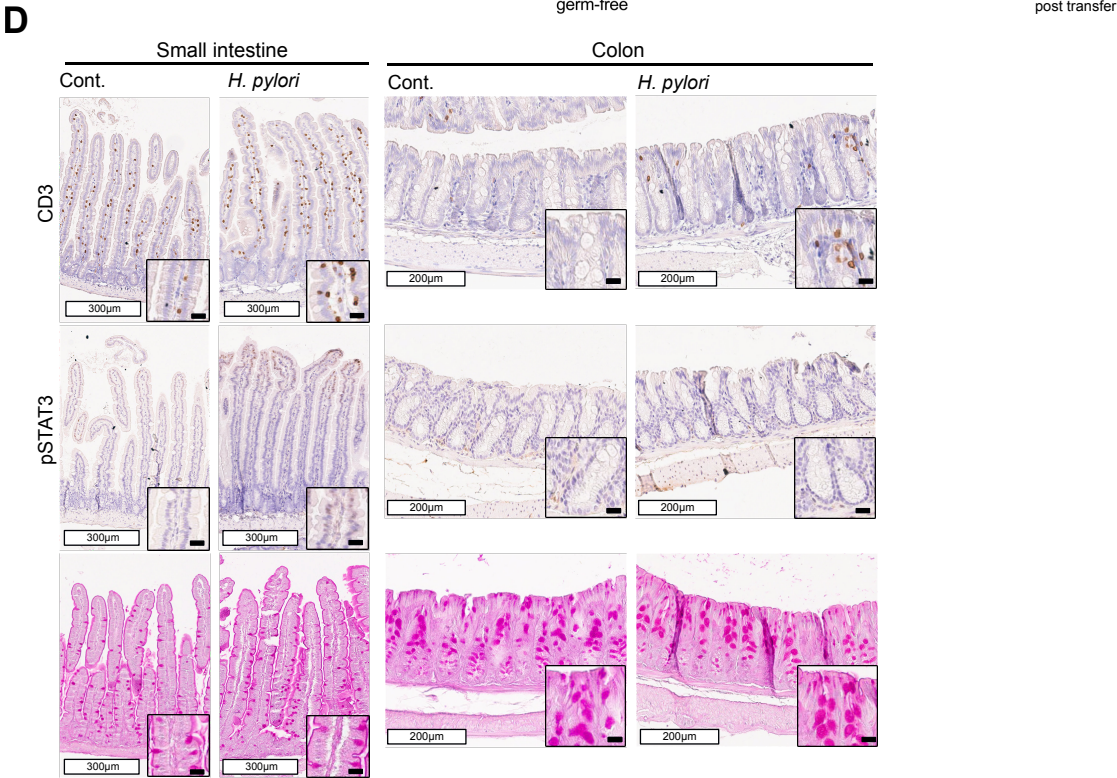 germ-free
post transfer
D
Small intestine
Colon
Cont.
H. pylori
Cont.
H. pylori
CD3
300µm
300µm
200µm
200µm
pSTAT3
300µm
300µm
200µm
200µm
300µm
300µm
200µm
200µm